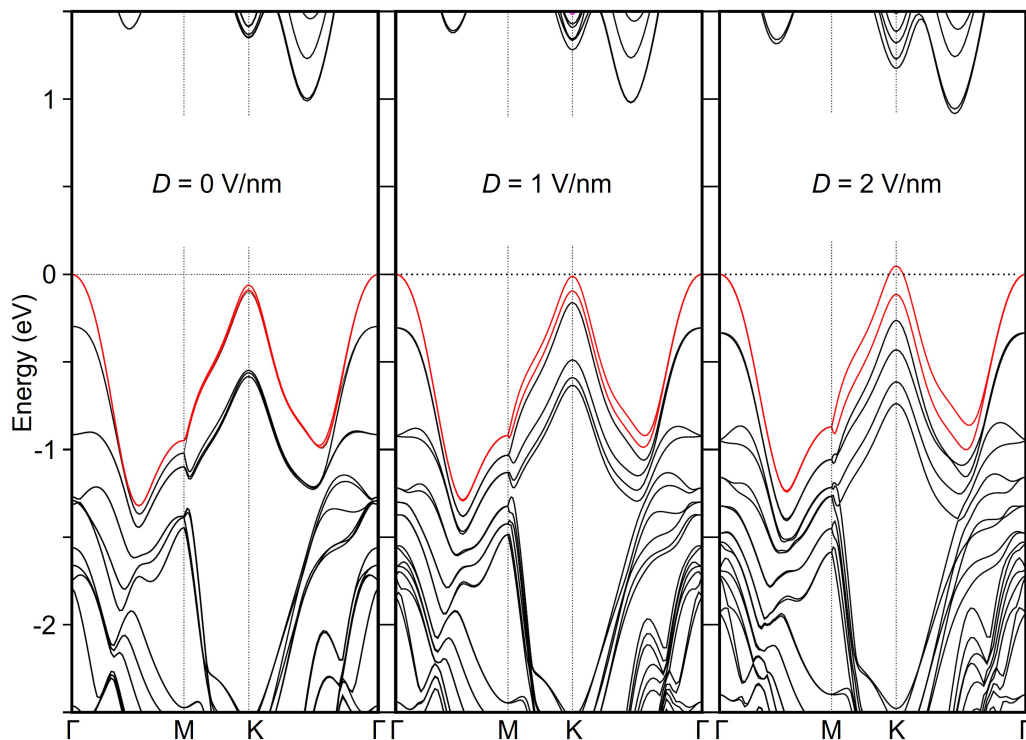 1
0
-1
-2
Energy (eV)
D = 0 V/nm
D = 1 V/nm
D = 2 V/nm
Γ M K Γ
Γ M K Γ
Γ M K Γ